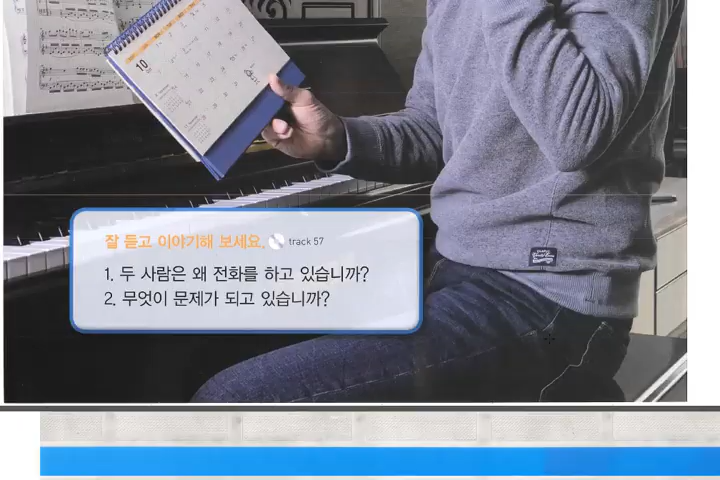 10
잘 듣고 이야기해 보세요. track 57
1. 두 사람은 왜 전화를 하고 있습니까?
2. 무엇이 문제가 되고 있습니까?